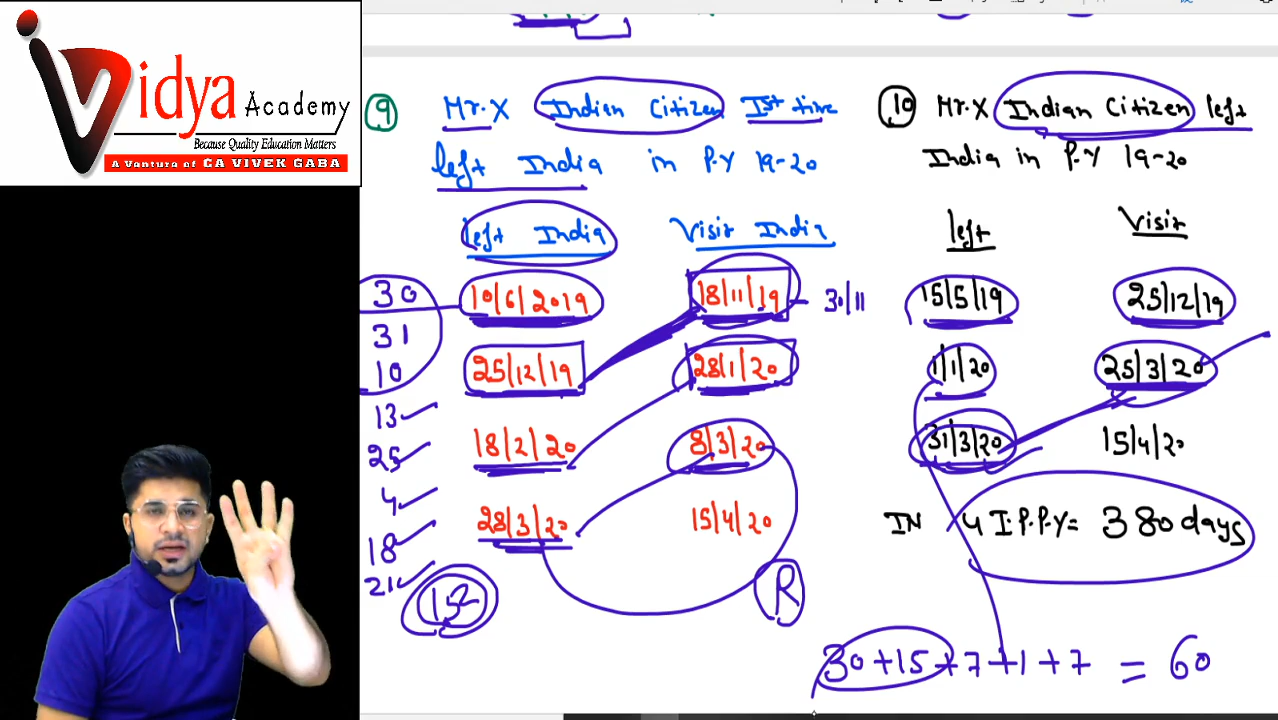 Vidya
Academy
Because Quality Education Matters
A Ventura of CA VIVEK GABA
9 Mr. X Indian Citizen Ist time
left India in P.Y 19-20
left India Visit India
30 10/6/2019 18/11/19 30/11
31
10 25/12/19 28/1/20
13
25 18/2/20 8/3/20
4
18 28/3/20 15/4/20
21
152 R
10 Mr. X Indian Citizen left
India in P.Y 19-20
left Visit
15/5/19 25/12/19
1/1/20 25/3/20
31/3/20 15/4/20
IN 4 I.P.P.Y = 380 days
30+15+7+1+7 = 60